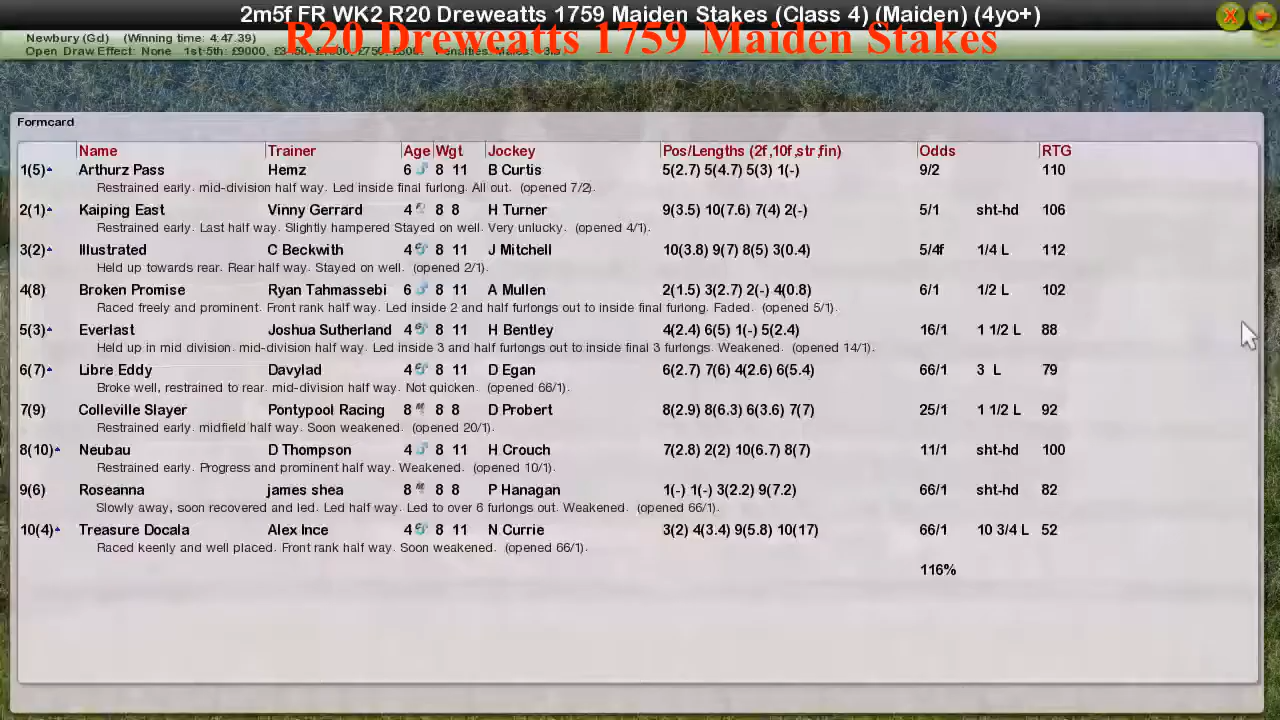 2m5f FR WK2 R20 Dreweatts 1759 Maiden Stakes (Class 4) (Maiden) (4yo+)
R20 Dreweatts 1759 Maiden Stakes
Newbury (Gd) (Winning time: 4:47.39)
Open Draw Effect: None 1st-5th: £9000,
Formcard
Name Trainer Age Wgt Jockey Pos/Lengths (2f,10f,str,fin) Odds RTG
1(5) Arthurz Pass Hemz 6 8 11 B Curtis 5(2.7) 5(4.7) 5(3) 1(-) 9/2 110
Restrained early. mid-division half way. Led inside final furlong. All out. (opened 7/2).
2(1) Kaiping East Vinny Gerrard 4 8 8 H Turner 9(3.5) 10(7.6) 7(4) 2(-) 5/1 sht-hd 106
Restrained early. Last half way. Slightly hampered Stayed on well. Very unlucky. (opened 4/1).
3(2) Illustrated C Beckwith 4 8 11 J Mitchell 10(3.8) 9(7) 8(5) 3(0.4) 5/4f 1/4 L 112
Held up towards rear. Rear half way. Stayed on well. (opened 2/1).
4(8) Broken Promise Ryan Tahmassebi 6 8 11 A Mullen 2(1.5) 3(2.7) 2(-) 4(0.8) 6/1 1/2 L 102
Raced freely and prominent. Front rank half way. Led inside 2 and half furlongs out to inside final furlong. Faded. (opened 5/1).
5(3) Everlast Joshua Sutherland 4 8 11 H Bentley 4(2.4) 6(5) 1(-) 5(2.4) 16/1 1 1/2 L 88
Held up in mid division. mid-division half way. Led inside 3 and half furlongs out to inside final 3 furlongs. Weakened. (opened 14/1).
6(7) Libre Eddy Davylad 4 8 11 D Egan 6(2.7) 7(6) 4(2.6) 6(5.4) 66/1 3 L 79
Broke well, restrained to rear. mid-division half way. Not quicken. (opened 66/1).
7(9) Colleville Slayer Pontypool Racing 8 8 8 D Probert 8(2.9) 8(6.3) 6(3.6) 7(7) 25/1 1 1/2 L 92
Restrained early. midfield half way. Soon weakened. (opened 20/1).
8(10) Neubau D Thompson 4 8 11 H Crouch 7(2.8) 2(2) 10(6.7) 8(7) 11/1 sht-hd 100
Restrained early. Progress and prominent half way. Weakened. (opened 10/1).
9(6) Roseanna james shea 8 8 8 P Hanagan 1(-) 1(-) 3(2.2) 9(7.2) 66/1 sht-hd 82
Slowly away, soon recovered and led. Led half way. Led to over 6 furlongs out. Weakened. (opened 66/1).
10(4) Treasure Docala Alex Ince 4 8 11 N Currie 3(2) 4(3.4) 9(5.8) 10(17) 66/1 10 3/4 L 52
Raced keenly and well placed. Front rank half way. Soon weakened. (opened 66/1).
116%